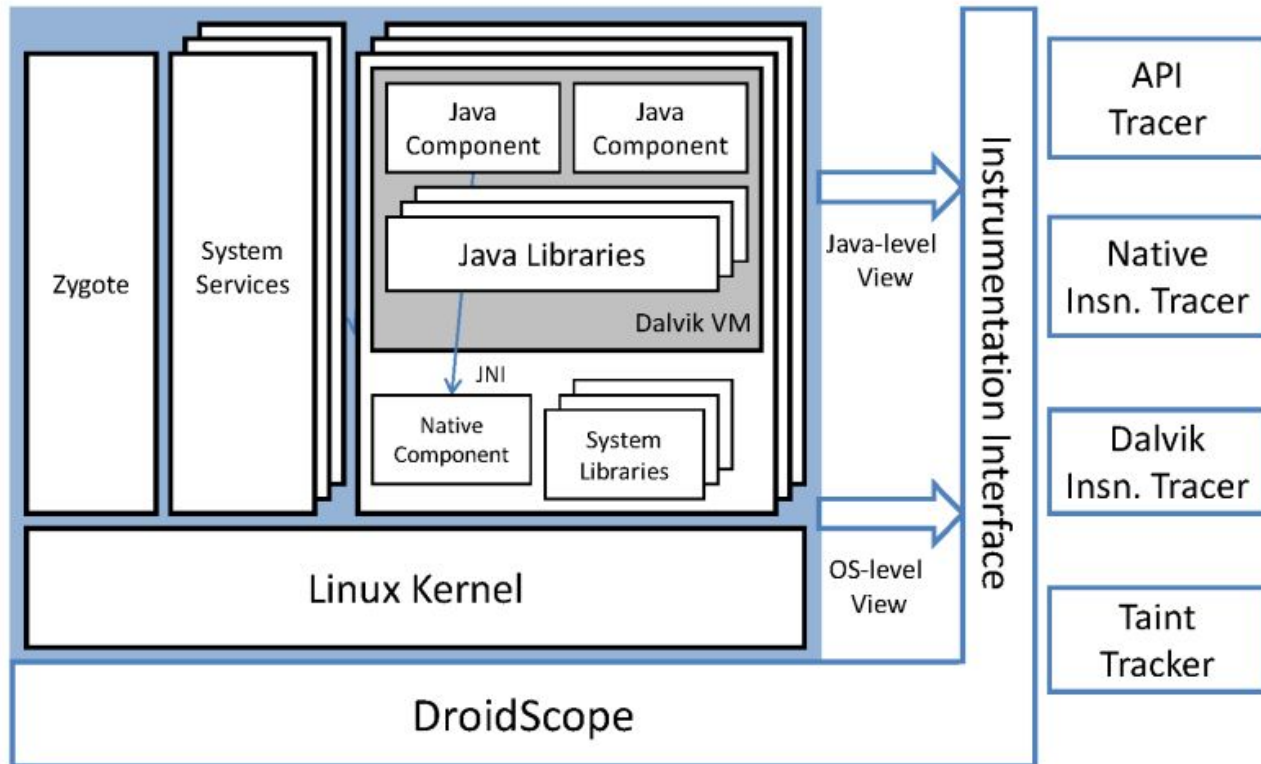 Zygote
System
Services
Java
Component
Java
Component
Java Libraries
Dalvik VM
JNI
Native
Component
System
Libraries
Linux Kernel
Java-level
View
OS-level
View
Instrumentation Interface
DroidScope
API
Tracer
Native
Insn. Tracer
Dalvik
Insn. Tracer
Taint
Tracker